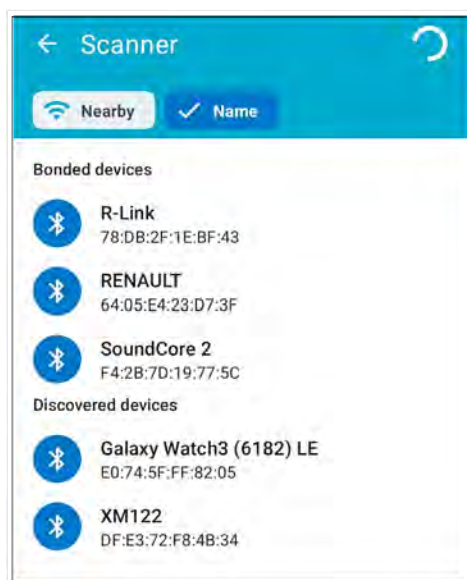 Scanner
Nearby
Name
Bonded devices
R-Link
78:DB:2F:1E:BF:43
RENAULT
64:05:E4:23:D7:3F
SoundCore 2
F4:2B:7D:19:77:5C
Discovered devices
Galaxy Watch3 (6182) LE
E0:74:5F:FF:82:05
XM122
DF:E3:72:F8:4B:34